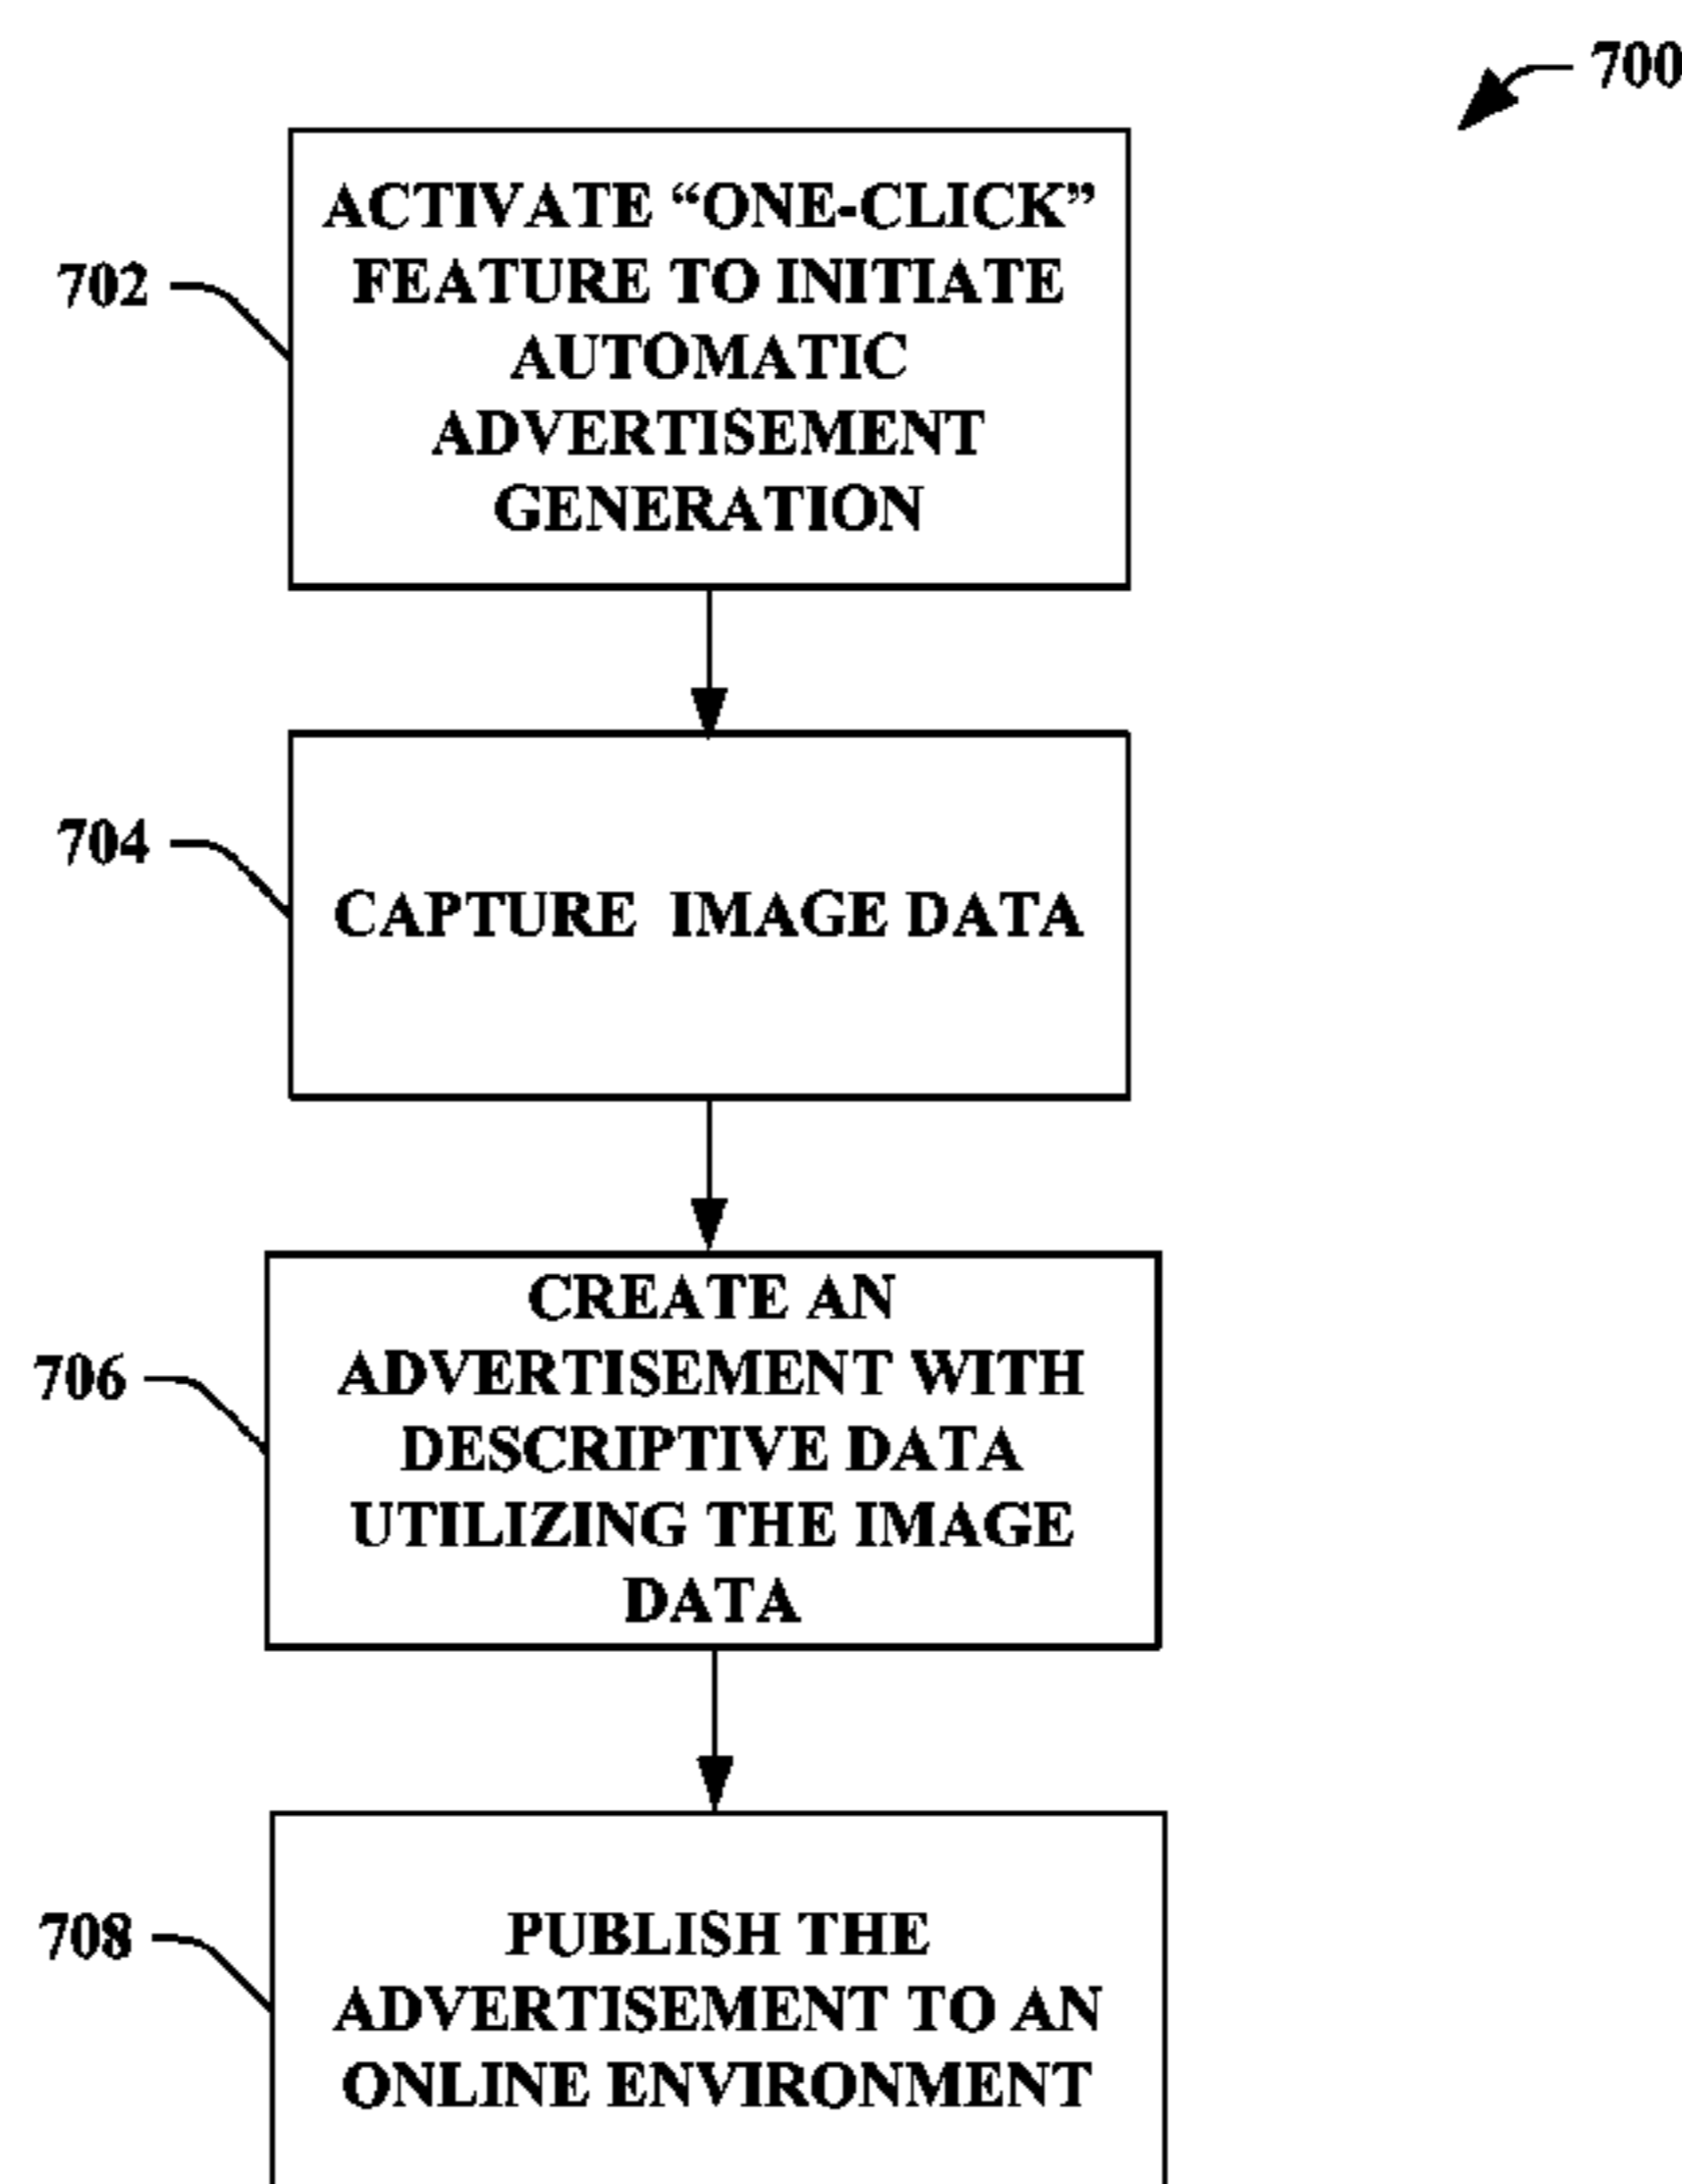 700
702
ACTIVATE “ONE-CLICK”
FEATURE TO INITIATE
AUTOMATIC
ADVERTISEMENT
GENERATION
704
CAPTURE IMAGE DATA
706
CREATE AN
ADVERTISEMENT WITH
DESCRIPTIVE DATA
UTILIZING THE IMAGE
DATA
708
PUBLISH THE
ADVERTISEMENT TO AN
ONLINE ENVIRONMENT